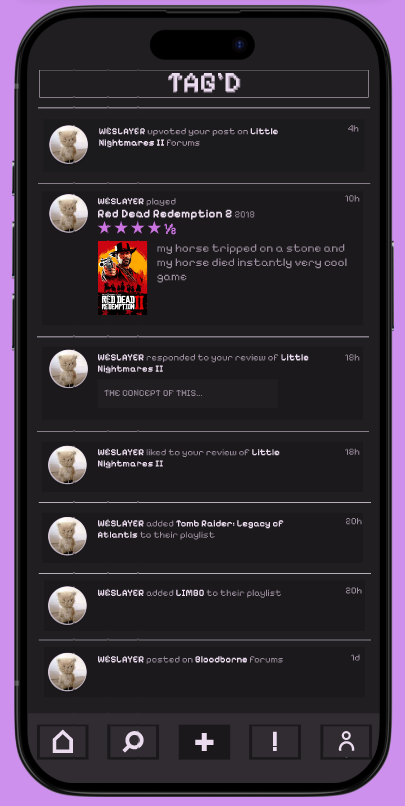 TAG'D
WESLAYER upvoted your post on Little
Nightmares II forums
4h
WESLAYER played
10h
Red Dead Redemption 2 2018
★★★★½
my horse tripped on a stone and
my horse died instantly very cool
game
RED DEAD
REDEMPTION II
WESLAYER responded to your review of Little
Nightmares II
18h
THE CONCEPT OF THIS...
WESLAYER liked to your review of Little
Nightmares II
18h
WESLAYER added Tomb Raider: Legacy of
Atlantis to their playlist
20h
WESLAYER added LIMBO to their playlist
20h
WESLAYER posted on Bloodborne forums
1d